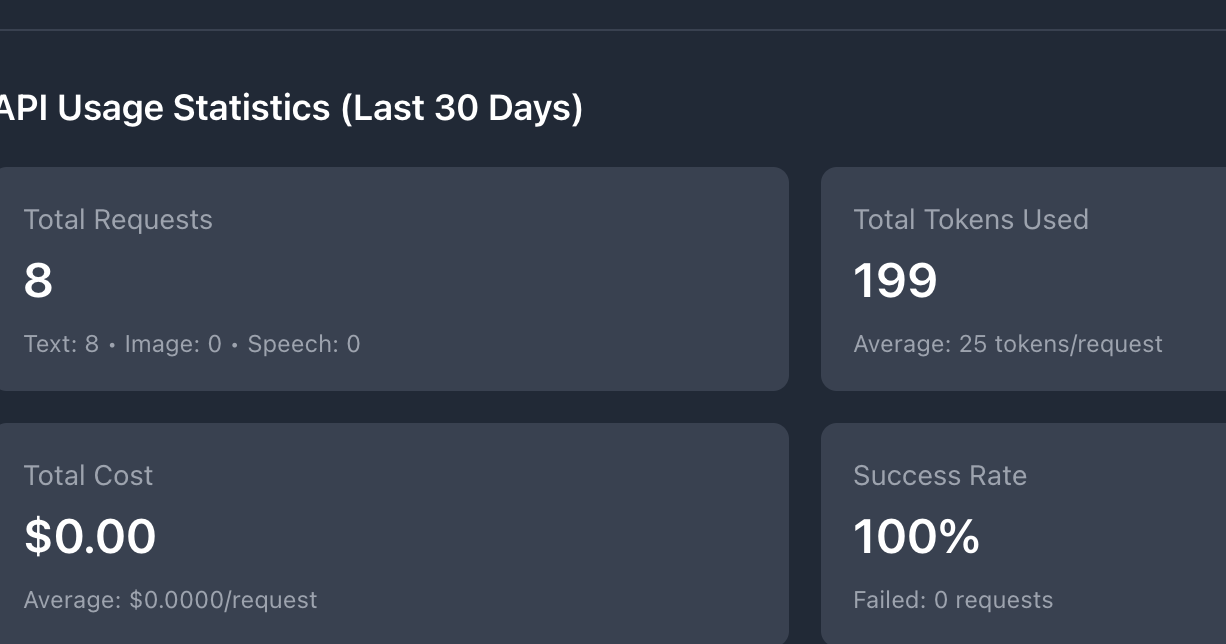 API Usage Statistics (Last 30 Days)
Total Requests
8
Text: 8 • Image: 0 • Speech: 0
Total Tokens Used
199
Average: 25 tokens/request
Total Cost
$0.00
Average: $0.0000/request
Success Rate
100%
Failed: 0 requests